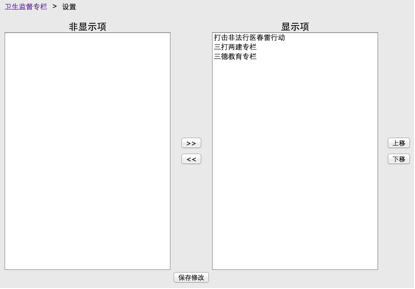 卫生监督专栏 > 设置
非显示项
显示项
打击非法行医春雷行动
三打两建专栏
三德教育专栏
>>
<<
上移
下移
保存修改